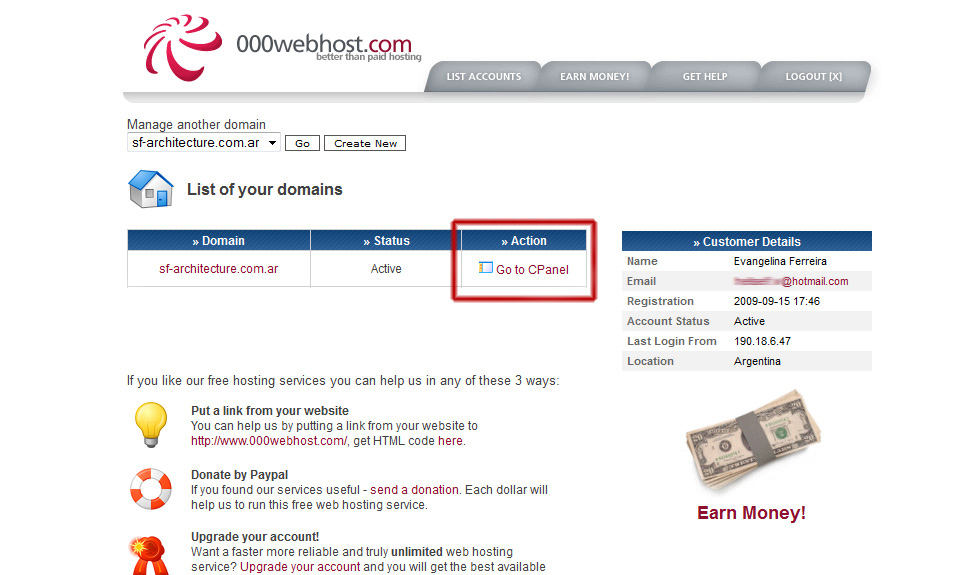 000webhost.com
better than paid hosting
LIST ACCOUNTS
EARN MONEY!
GET HELP
LOGOUT [X]
Manage another domain
sf-architecture.com.ar
Go
Create New
List of your domains
» Domain
» Status
» Action
sf-architecture.com.ar
Active
Go to CPanel
» Customer Details
Name
Evangelina Ferreira
Email
@hotmail.com
Registration
2009-09-15 17:46
Account Status
Active
Last Login From
190.18.6.47
Location
Argentina
If you like our free hosting services you can help us in any of these 3 ways:
Put a link from your website
You can help us by putting a link from your website to
http://www.000webhost.com/, get HTML code here.
Donate by Paypal
If you found our services useful - send a donation. Each dollar will
help us to run this free web hosting service.
Upgrade your account!
Want a faster more reliable and truly unlimited web hosting
service? Upgrade your account and you will get the best available
Earn Money!